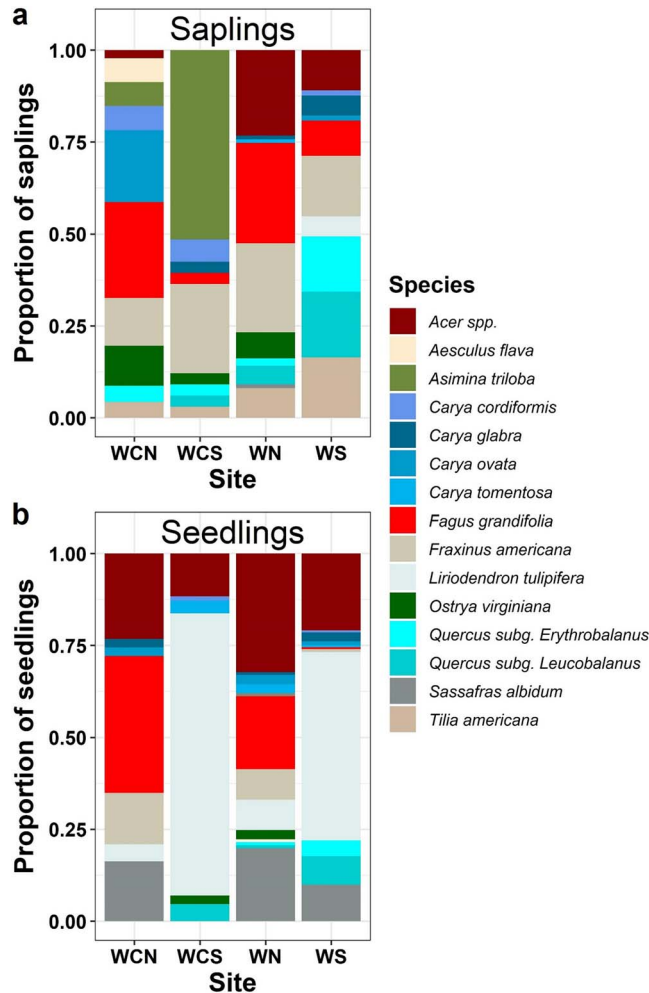 a
Saplings
1.00
0.75
0.50
0.25
0.00
Proportion of saplings
WCN WCS WN WS
Site
b
Seedlings
1.00
0.75
0.50
0.25
0.00
Proportion of seedlings
WCN WCS WN WS
Site
Species
Acer spp.
Aesculus flava
Asimina triloba
Carya cordiformis
Carya glabra
Carya ovata
Carya tomentosa
Fagus grandifolia
Fraxinus americana
Liriodendron tulipifera
Ostrya virginiana
Quercus subg. Erythrobalanus
Quercus subg. Leucobalanus
Sassafras albidum
Tilia americana